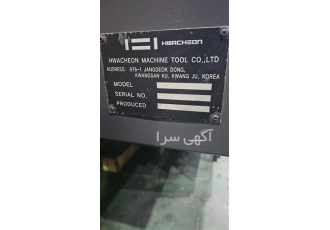 HWACHEON
HWACHEON MACHINE TOOL CO.,LTD
ADDRESS: 976-1 JANGDEOK DONG,
KWANGSAN KU, KWANG JU, KOREA
MODEL
SERIAL NO.
PRODUCED
آگهی سرا